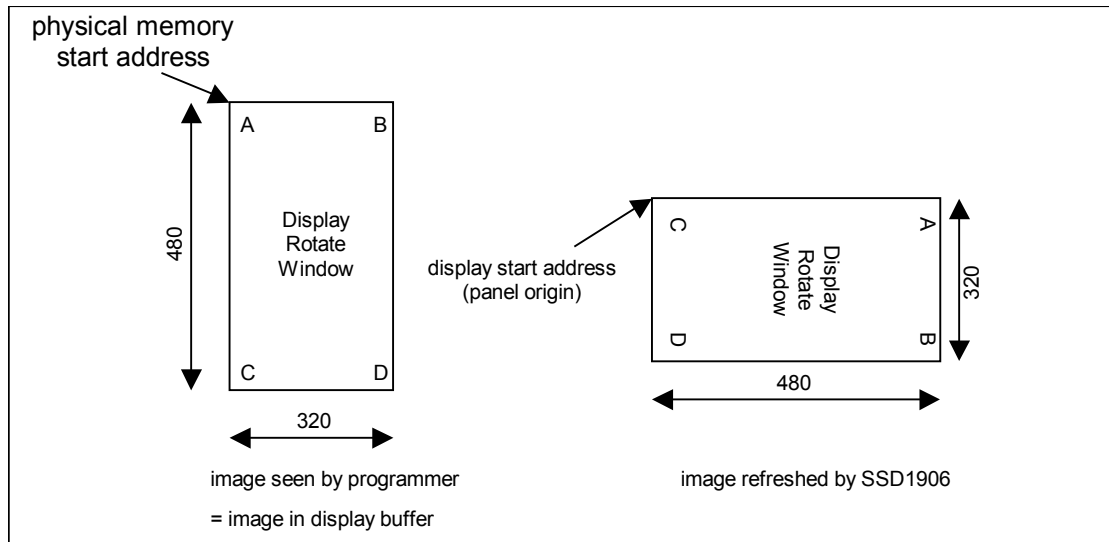 physical memory
start address
A B
480
Display
Rotate
Window
C D
320
image seen by programmer
= image in display buffer
display start address
(panel origin)
C A
Display
Rotate
Window
D B
320
480
image refreshed by SSD1906